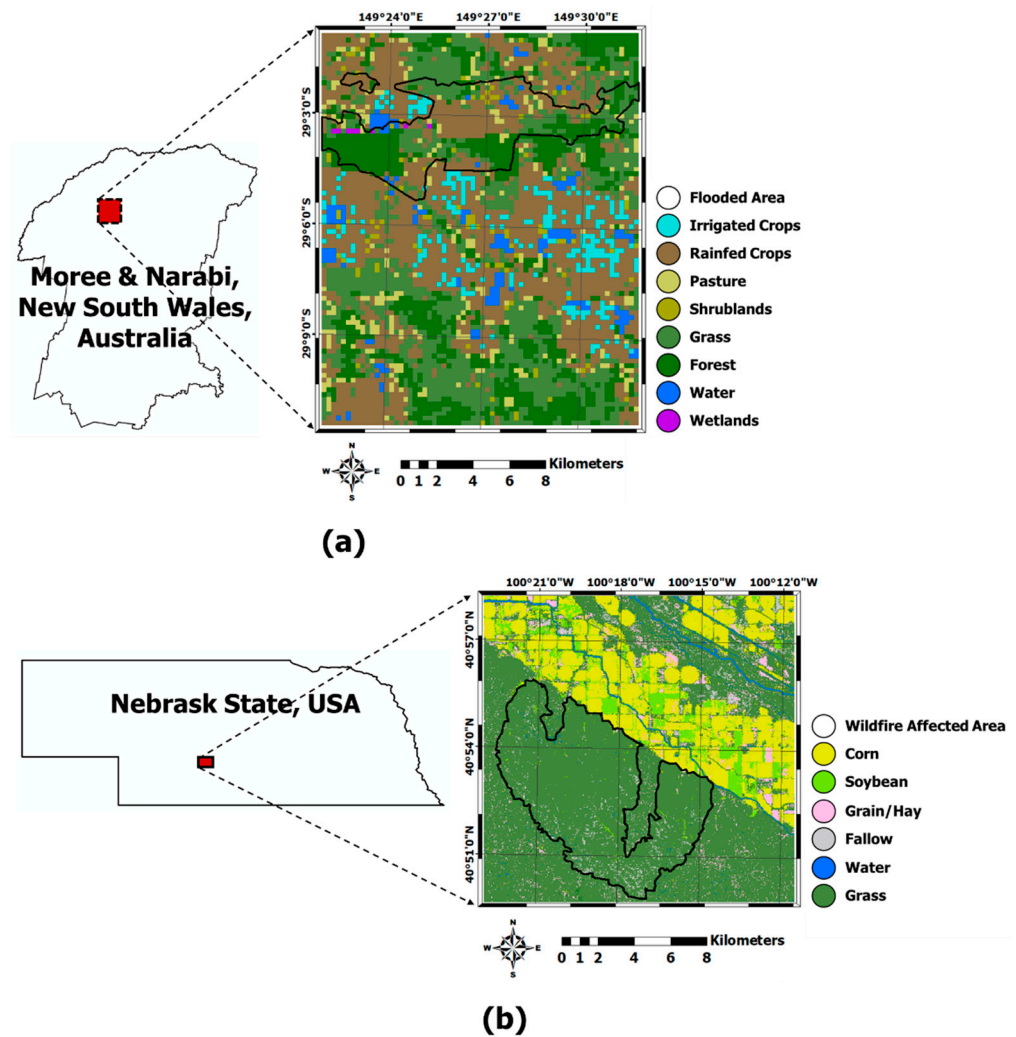 149°24'0"E 149°27'0"E 149°30'0"E
29°3'0"S
29°6'0"S
29°9'0"S
Moree & Narabi,
New South Wales,
Australia
Flooded Area
Irrigated Crops
Rainfed Crops
Pasture
Shrublands
Grass
Forest
Water
Wetlands
N
W E
S
Kilometers
0 1 2 4 6 8
(a)
100°21'0"W 100°18'0"W 100°15'0"W 100°12'0"W
40°57'0"N
40°54'0"N
40°51'0"N
Nebrask State, USA
Wildfire Affected Area
Corn
Soybean
Grain/Hay
Fallow
Water
Grass
N
W E
S
Kilometers
0 1 2 4 6 8
(b)